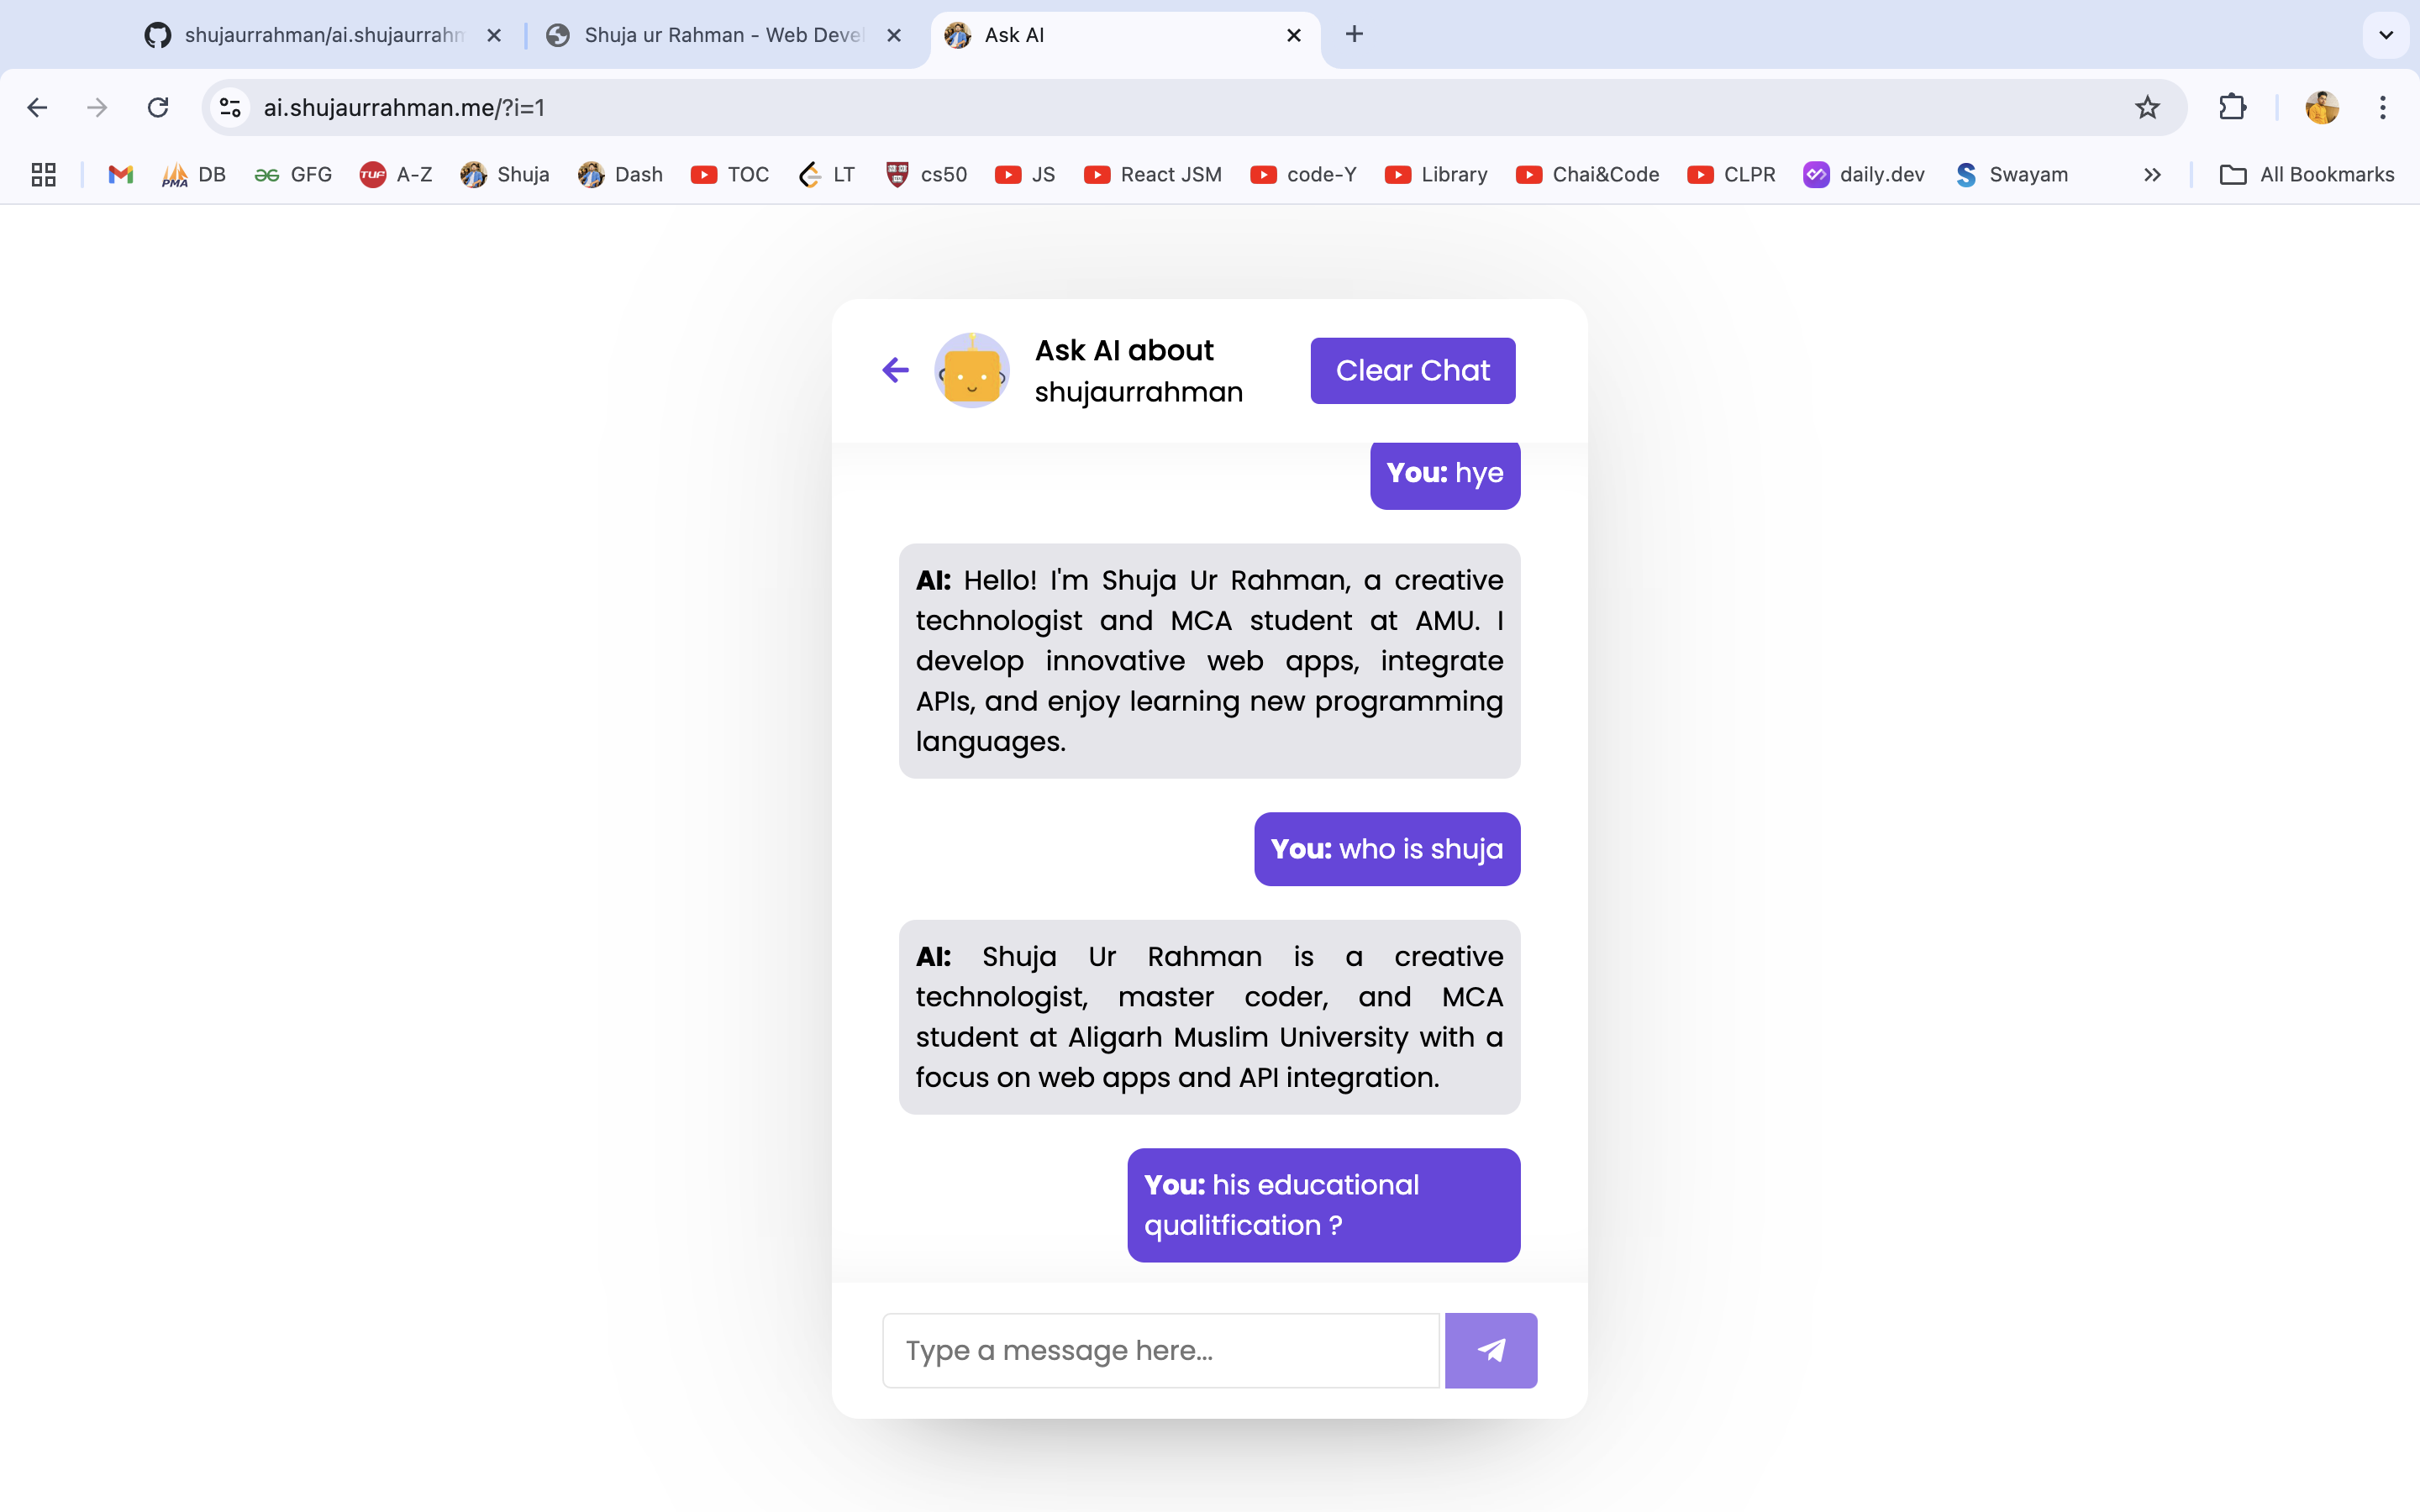 shujaurrahman/ai.shujaurrahm
Shuja ur Rahman - Web Devel
Ask AI
ai.shujaurrahman.me/?i=1
PMA
DB
GFG
TUF
A-Z
Shuja
Dash
TOC
LT
cs50
JS
React JSM
code-Y
Library
Chai&Code
CLPR
daily.dev
Swayam
All Bookmarks
Ask AI about
shujaurrahman
Clear Chat
You: hye
AI: Hello! I'm Shuja Ur Rahman, a creative
technologist and MCA student at AMU. I
develop innovative web apps, integrate
APIs, and enjoy learning new programming
languages.
You: who is shuja
AI: Shuja Ur Rahman is a creative
technologist, master coder, and MCA
student at Aligarh Muslim University with a
focus on web apps and API integration.
You: his educational
qualitfication ?
Type a message here...